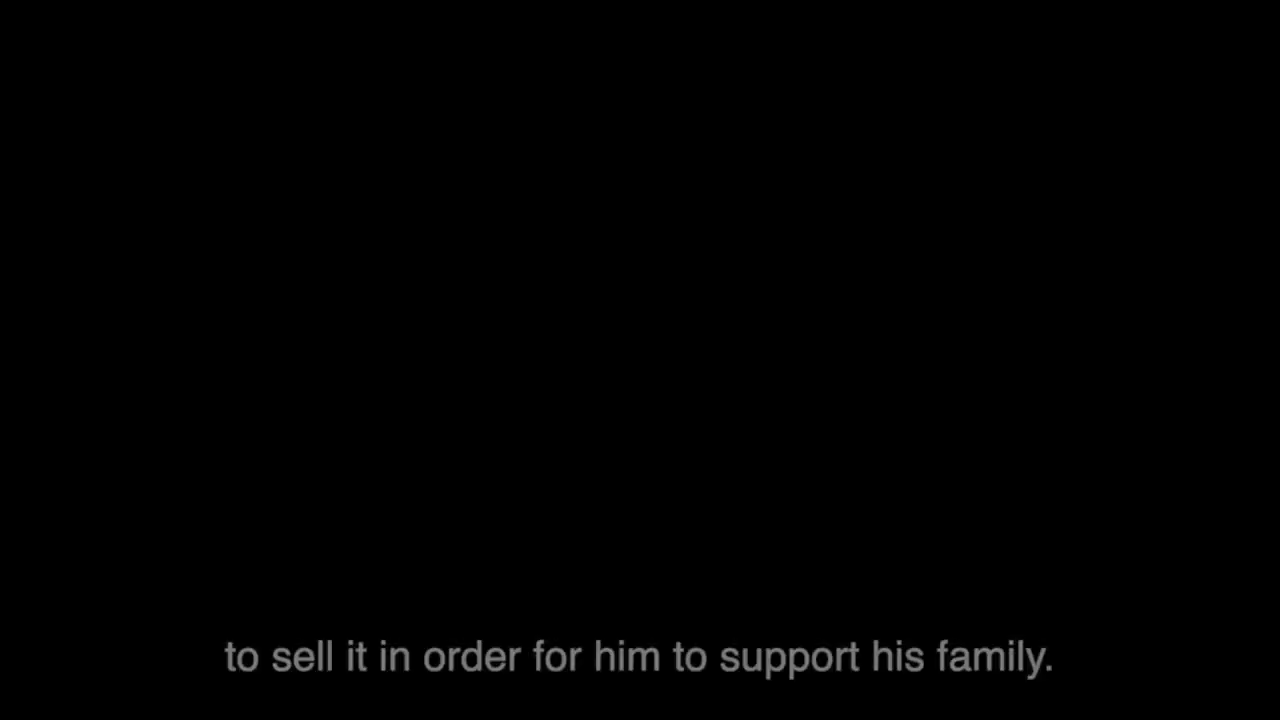 to sell it in order for him to support his family.